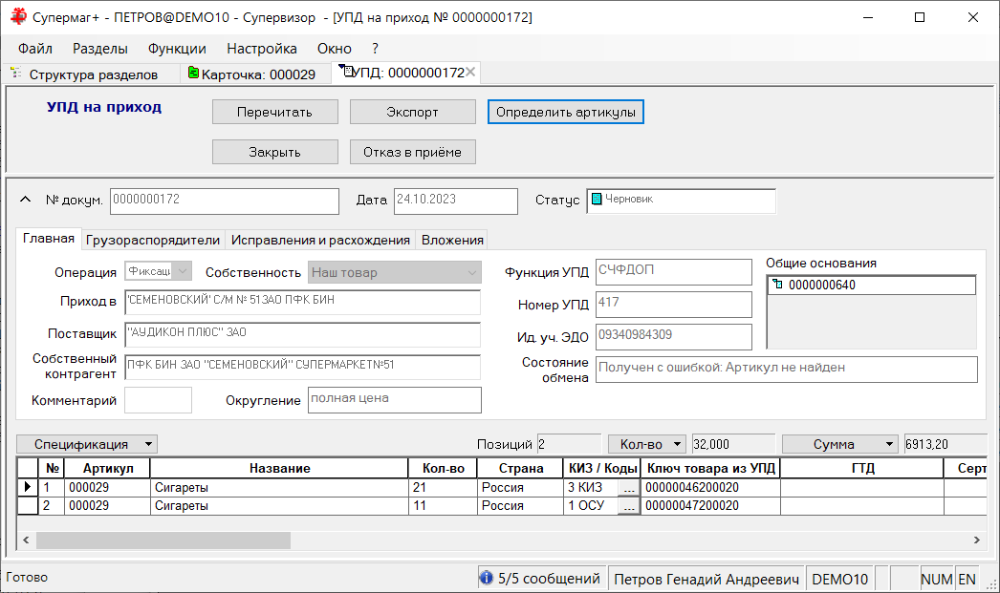 Супермаг+ - ПЕТРОВ@DEMO10 - Супервизор - [УПД на приход № 0000000172]
Файл Разделы Функции Настройка Окно ?
Структура разделов Карточка: 000029 УПД: 0000000172
УПД на приход Перечитать Экспорт Определить артикулы
Закрыть Отказ в приёме
№ докум. 0000000172 Дата 24.10.2023 Статус Черновик
Главная Грузораспорядители Исправления и расхождения Вложения
Операция Фиксаци Собственность Наш товар Функция УПД СЧФДОП Общие основания
0000000640
Приход в 'СЕМЕНОВСКИЙ' С/М № 51ЗАО ПФК БИН Номер УПД 417
Поставщик "АУДИКОН ПЛЮС" ЗАО Ид. уч. ЭДО 09340984309
Собственный контрагент ПФК БИН ЗАО "СЕМЕНОВСКИЙ" СУПЕРМАРКЕТ№51 Состояние обмена Получен с ошибкой: Артикул не найден
Комментарий Округление полная цена
Спецификация Позиций 2 Кол-во 32,000 Сумма 6913,20
№ Артикул Название Кол-во Страна КИЗ / Коды Ключ товара из УПД ГТД Серт
1 000029 Сигареты 21 Россия 3 КИЗ ... 00000046200020
2 000029 Сигареты 11 Россия 1 ОСУ ... 00000047200020
Готово 5/5 сообщений Петров Генадий Андреевич DEMO10 NUM EN